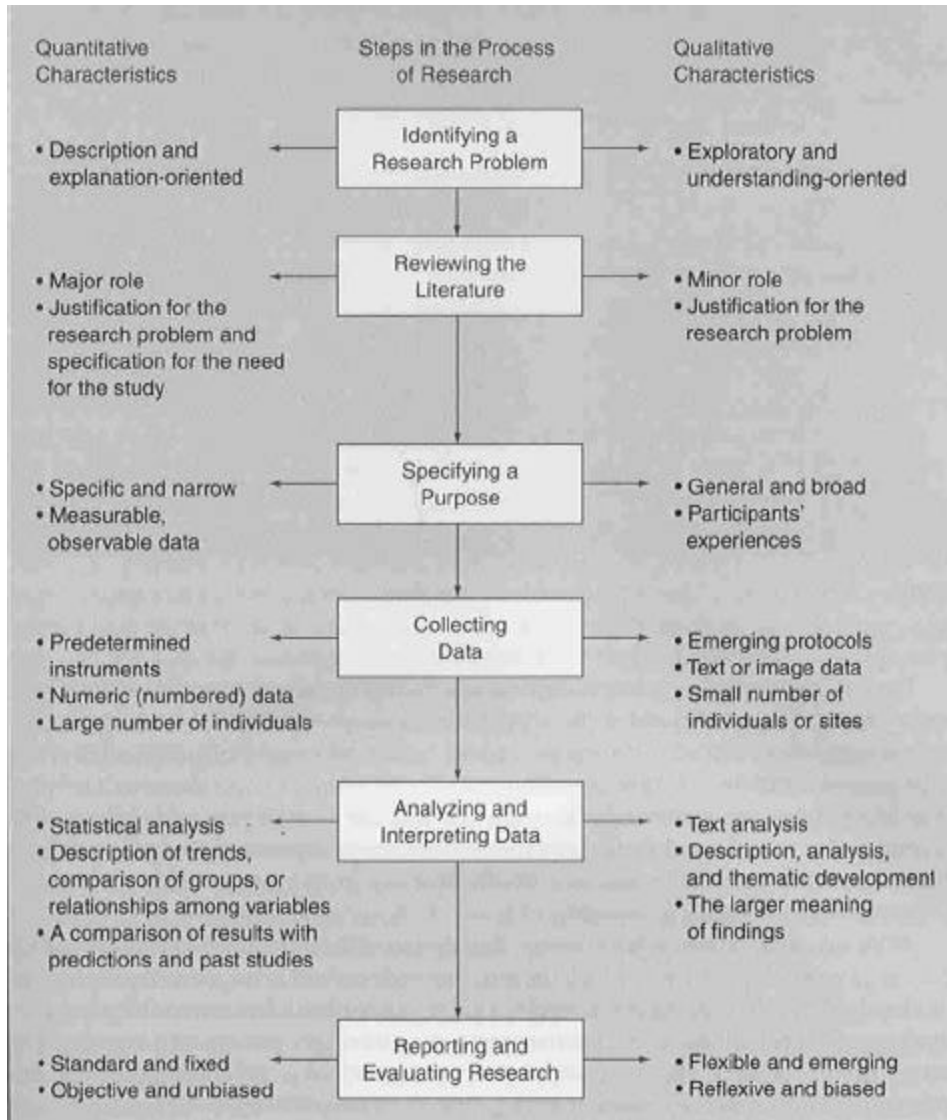 Quantitative
Characteristics
Steps in the Process
of Research
Qualitative
Characteristics
Identifying a
Research Problem
• Description and
explanation-oriented
• Exploratory and
understanding-oriented
Reviewing the
Literature
• Major role
• Justification for the
research problem and
specification for the need
for the study
• Minor role
• Justification for the
research problem
Specifying a
Purpose
• Specific and narrow
• Measurable,
observable data
• General and broad
• Participants'
experiences
Collecting
Data
• Predetermined
instruments
• Numeric (numbered) data
• Large number of individuals
• Emerging protocols
• Text or image data
• Small number of
individuals or sites
Analyzing and
Interpreting Data
• Statistical analysis
• Description of trends,
comparison of groups, or
relationships among variables
• A comparison of results with
predictions and past studies
• Text analysis
• Description, analysis,
and thematic development
• The larger meaning
of findings
Reporting and
Evaluating Research
• Standard and fixed
• Objective and unbiased
• Flexible and emerging
• Reflexive and biased